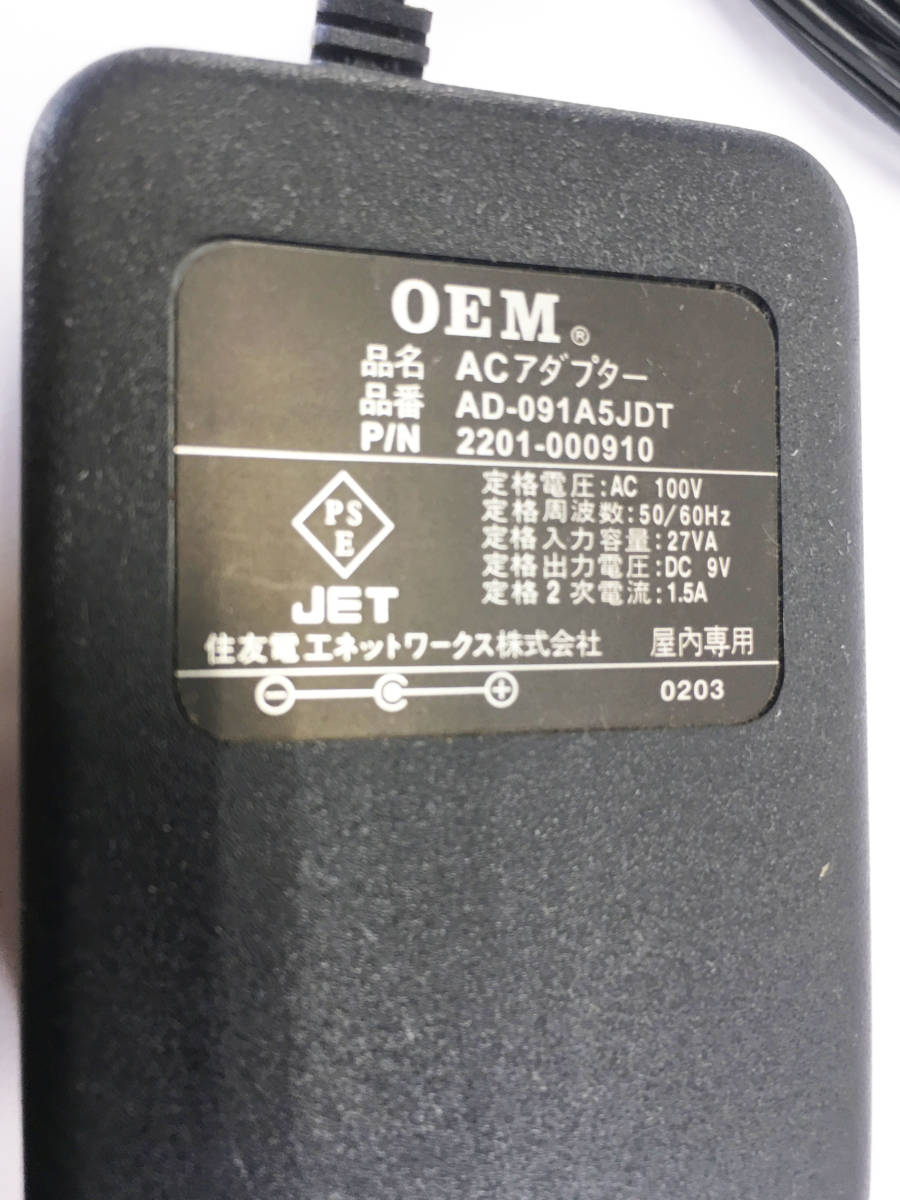 OEM®
品名 ACアダプター
品番 AD-091A5JDT
P/N 2201-000910
PS
E
JET
定格電圧:AC 100V
定格周波数:50/60Hz
定格入力容量:27VA
定格出力電圧:DC 9V
定格2次電流:1.5A
住友電工ネットワークス株式会社 屋内専用
0203